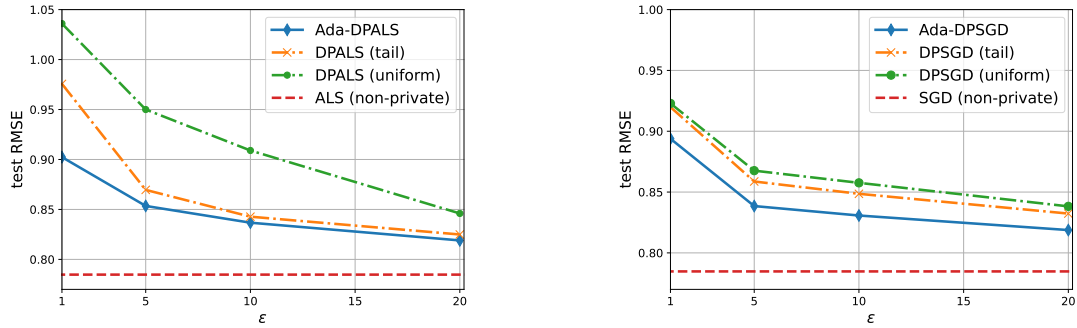 1.05
1.00
0.95
0.90
0.85
0.80
test RMSE
Ada-DPALS
DPALS (tail)
DPALS (uniform)
ALS (non-private)
1
5
10
15
20
ε
1.00
0.95
0.90
0.85
0.80
test RMSE
Ada-DPSGD
DPSGD (tail)
DPSGD (uniform)
SGD (non-private)
1
5
10
15
20
ε